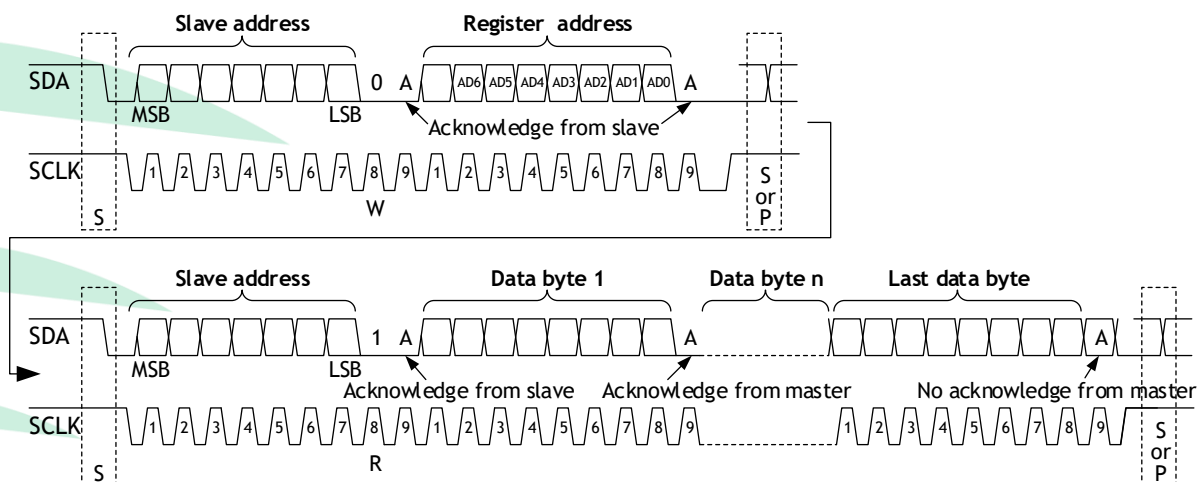 Slave address Register address
SDA 0 A AD6 AD5 AD4 AD3 AD2 AD1 AD0 A
MSB LSB Acknowledge from slave
SCLK 1 2 3 4 5 6 7 8 9 1 2 3 4 5 6 7 8 9 S
or
P
W
S
Slave address Data byte 1 Data byte n Last data byte
SDA 1 A A A
MSB LSB
Acknowledge from slave Acknowledge from master No acknowledge from master
SCLK 1 2 3 4 5 6 7 8 9 1 2 3 4 5 6 7 8 9 1 2 3 4 5 6 7 8 9 S
or
P
R
S